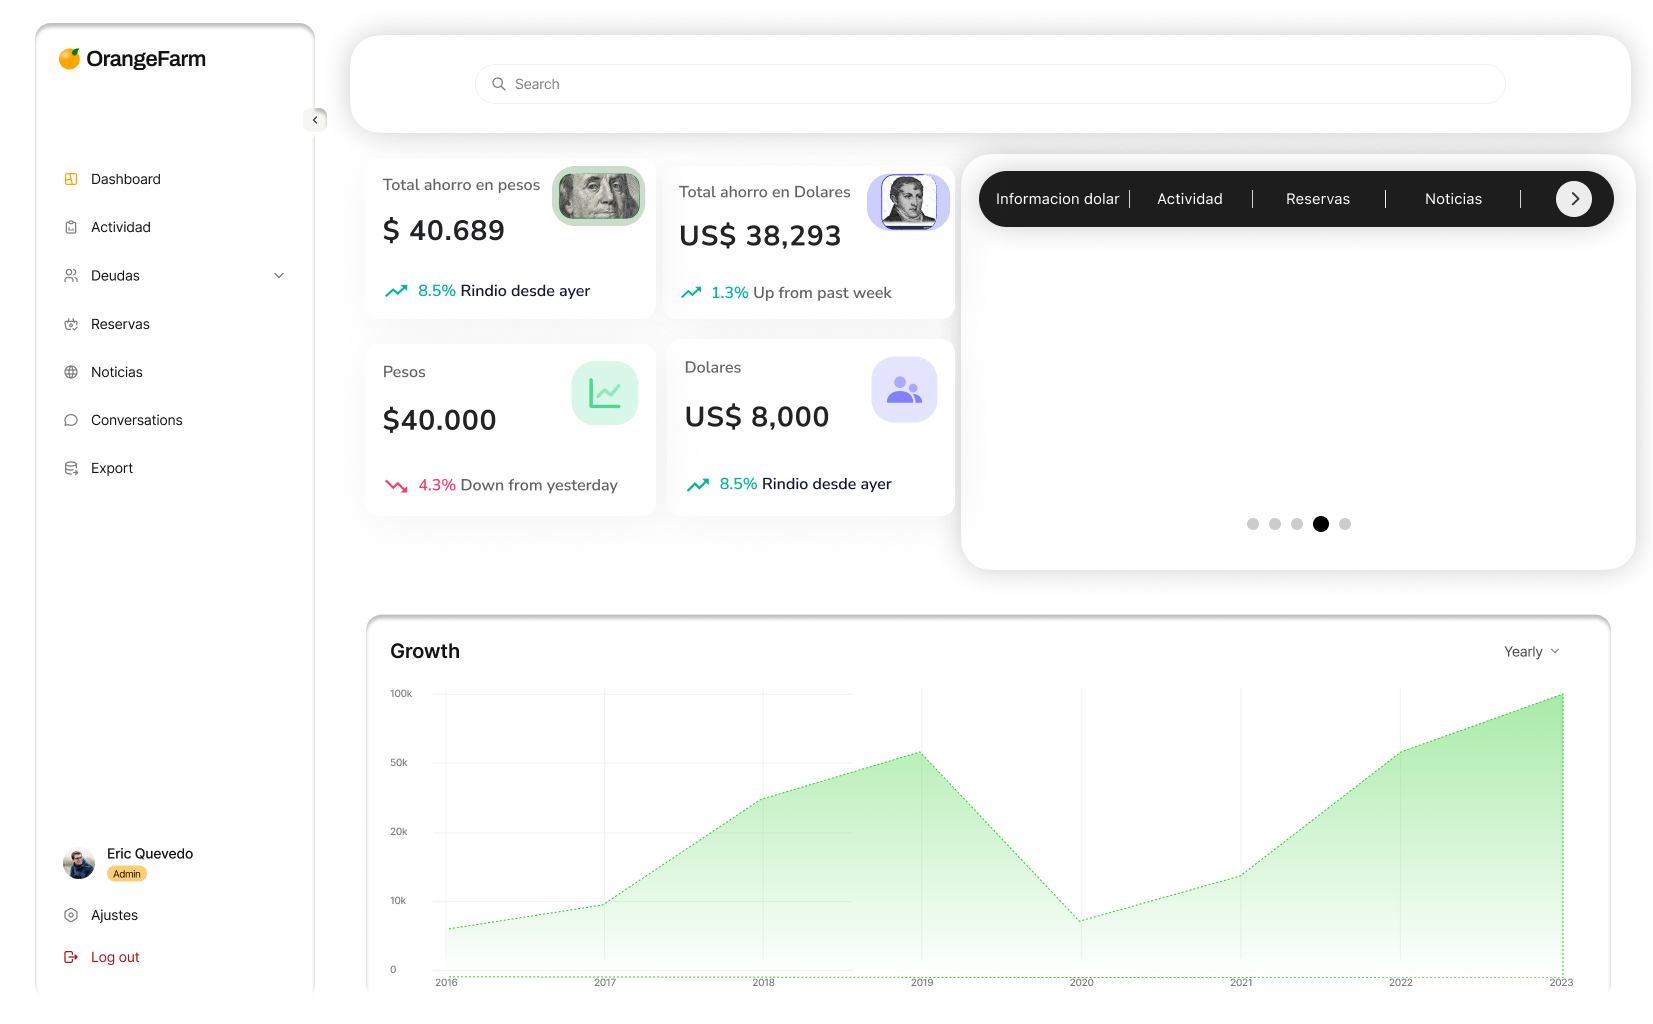 OrangeFarm
Dashboard
Actividad
Deudas
Reservas
Noticias
Conversations
Export
Eric Quevedo
Admin
Ajustes
Log out
Search
Total ahorro en pesos
$ 40.689
8.5% Rindio desde ayer
Total ahorro en Dolares
US$ 38,293
1.3% Up from past week
Pesos
$40.000
4.3% Down from yesterday
Dolares
US$ 8,000
8.5% Rindio desde ayer
Informacion dolar
Actividad
Reservas
Noticias
Growth
Yearly
100k
50k
20k
10k
0
2016 2017 2018 2019 2020 2021 2022 2023